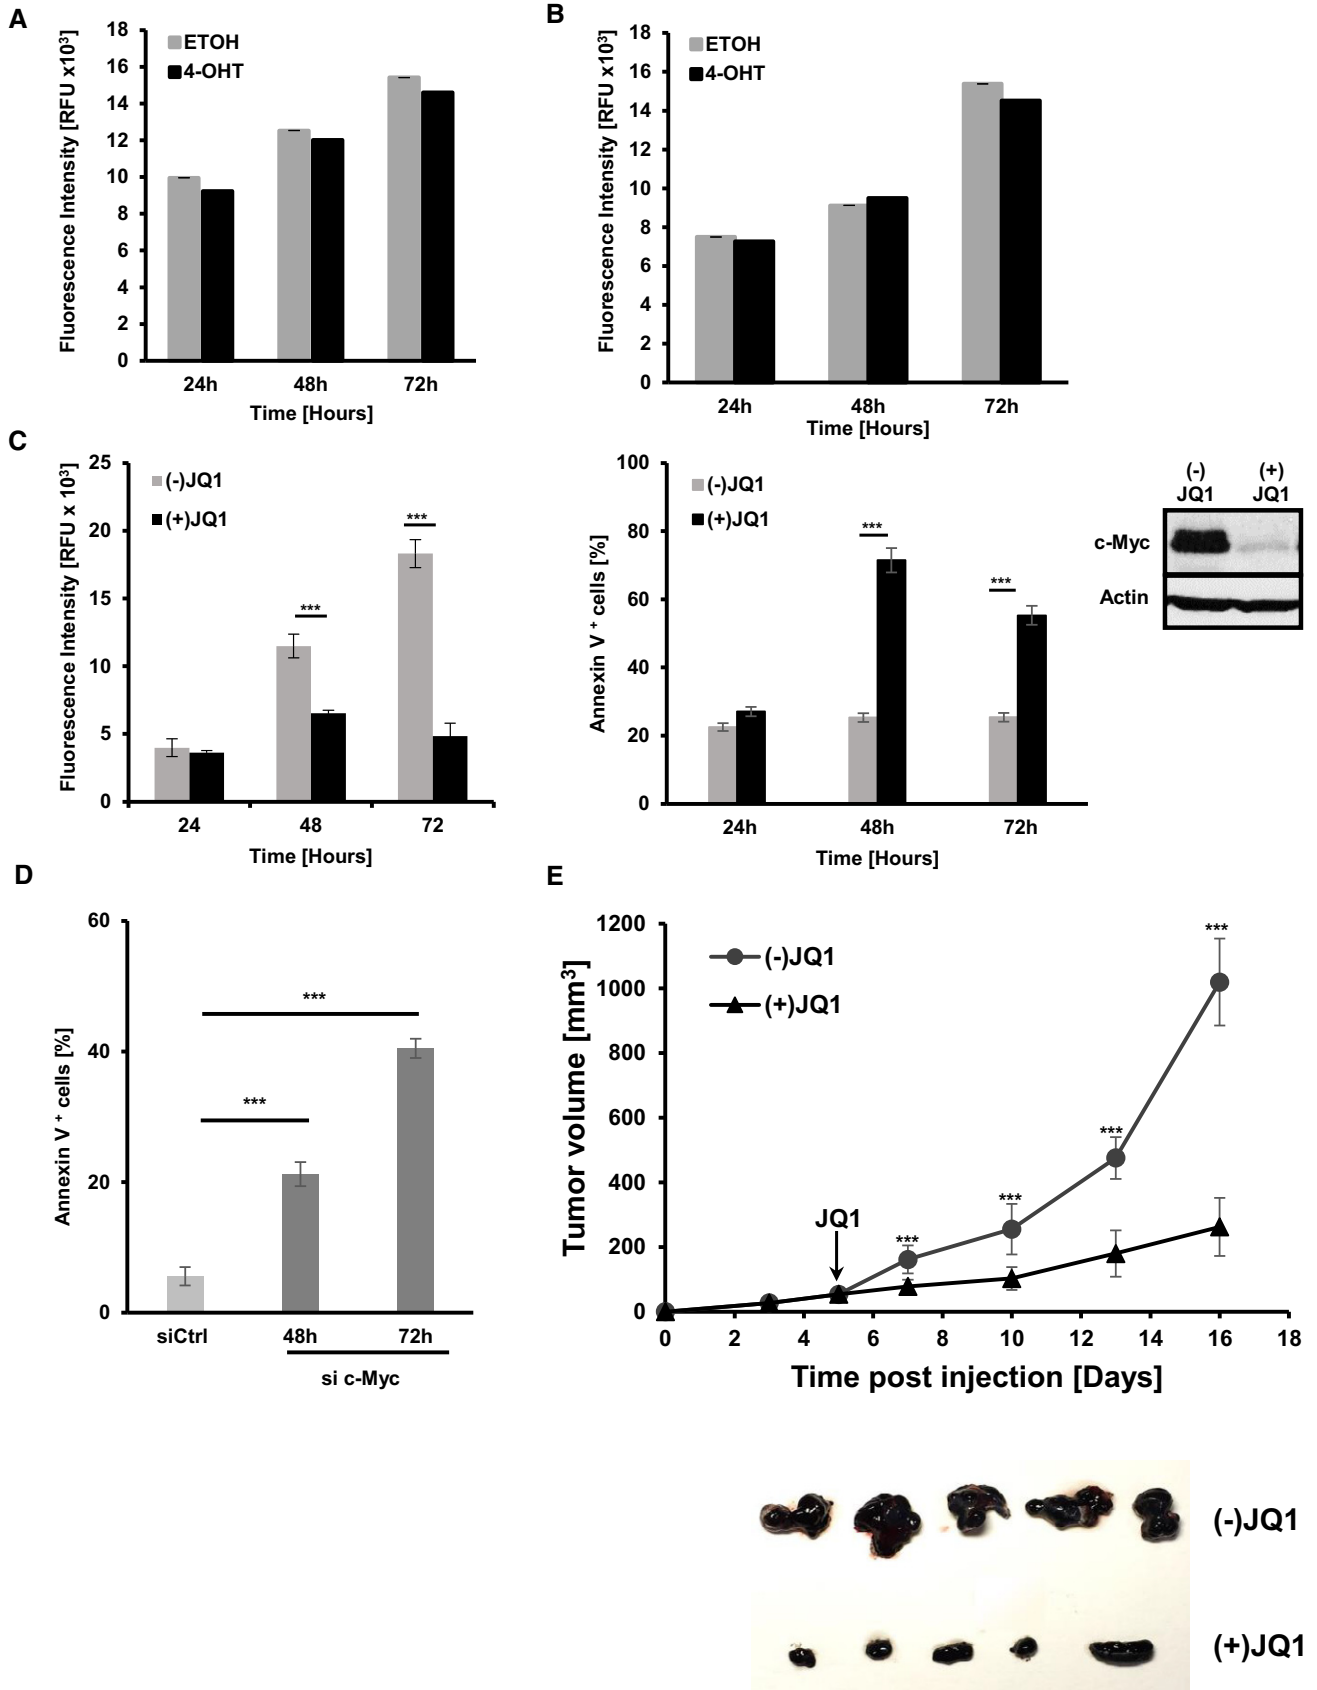 A
Fluorescence Intensity [RFU x10³]
18
16
14
12
10
8
6
4
2
0
ETOH
4-OHT
24h 48h 72h
Time [Hours]
B
Fluorescence Intensity [RFU x10³]
18
16
14
12
10
8
6
4
2
0
ETOH
4-OHT
24h 48h 72h
Time [Hours]
C
Fluorescence Intensity [RFU x 10³]
25
20
15
10
5
0
(-)JQ1
(+)JQ1
***
***
24 48 72
Time [Hours]
Annexin V + cells [%]
100
80
60
40
20
0
(-)JQ1
(+)JQ1
***
***
24h 48h 72h
Time [Hours]
(-) (+)
JQ1 JQ1
c-Myc
Actin
D
Annexin V + cells [%]
60
40
20
0
***
***
siCtrl 48h 72h
si c-Myc
E
Tumor volume [mm³]
1200
1000
800
600
400
200
0
(-)JQ1
(+)JQ1
JQ1
***
***
***
***
0 2 4 6 8 10 12 14 16 18
Time post injection [Days]
(-)JQ1
(+)JQ1